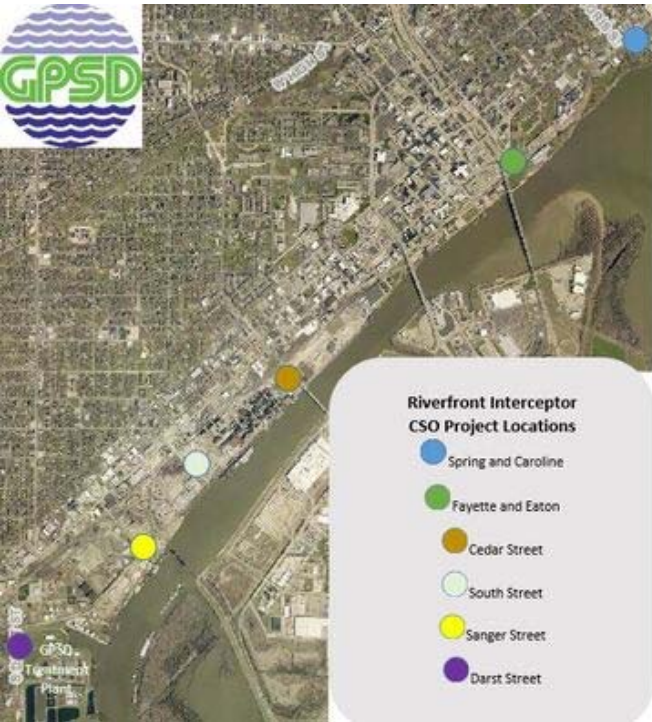 GPSD
Riverfront Interceptor
CSO Project Locations
Spring and Caroline
Fayette and Eaton
Cedar Street
South Street
Sanger Street
Darst Street
GPSD
Treatment
Plant